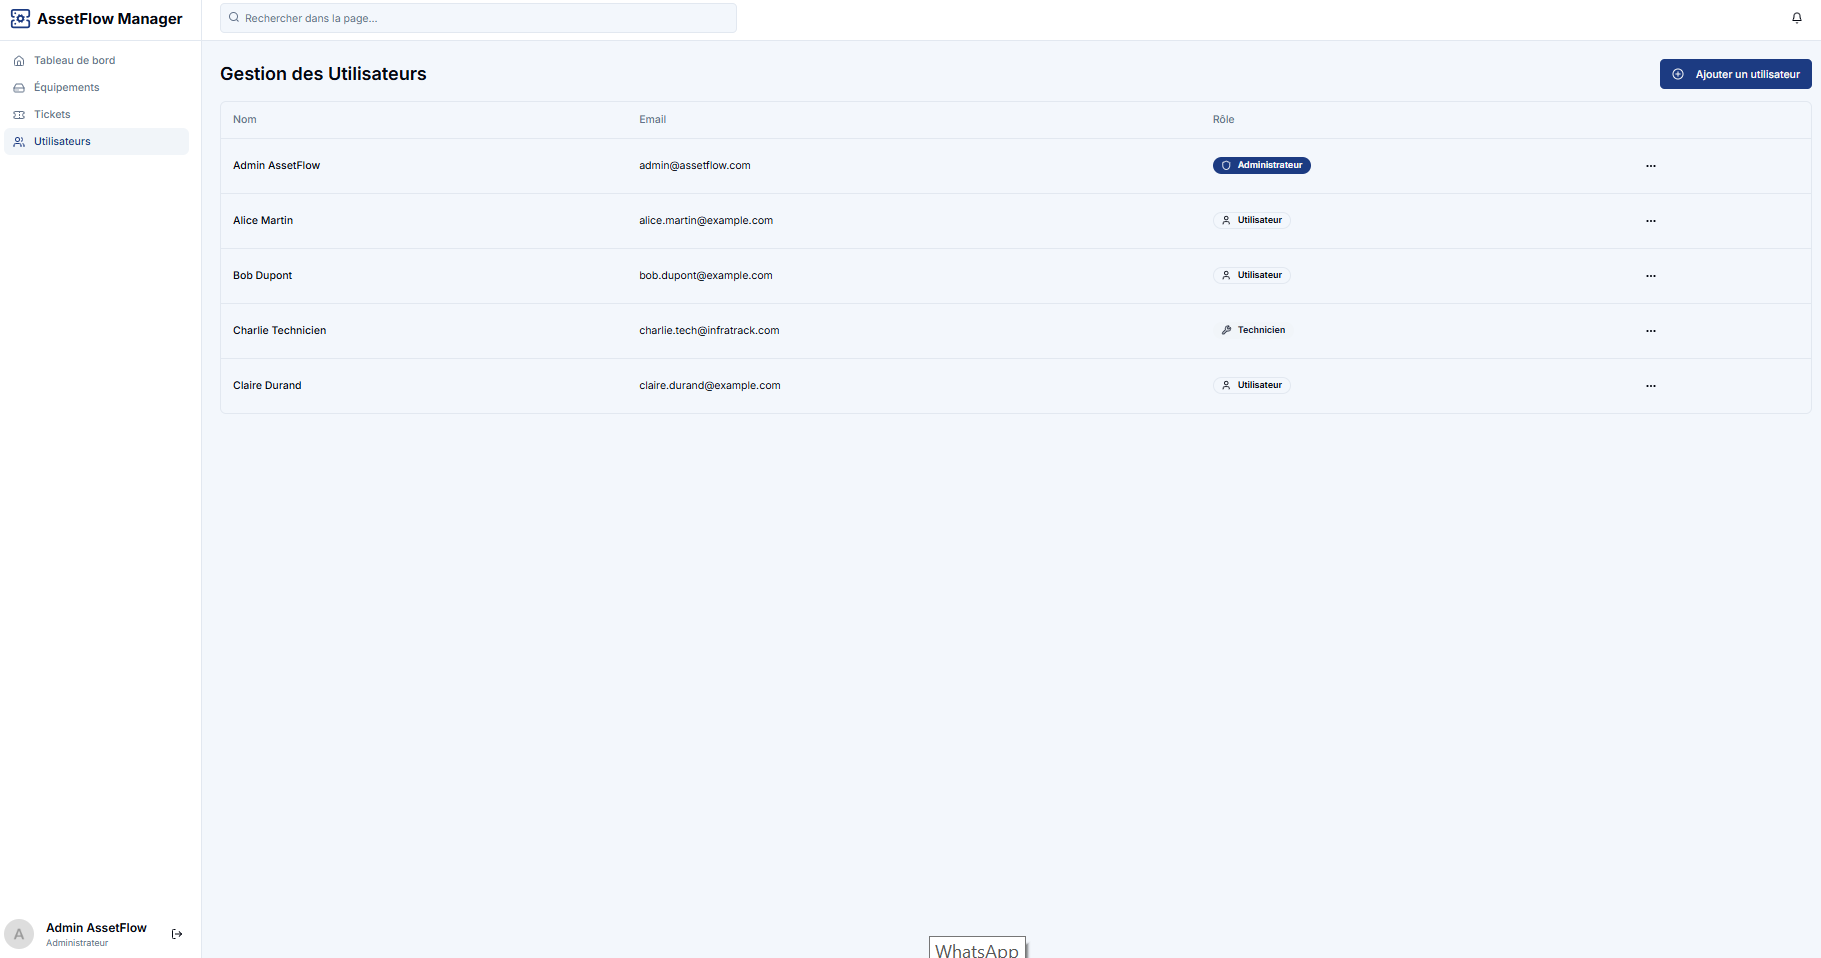 AssetFlow Manager
Rechercher dans la page...
Tableau de bord
Équipements
Tickets
Utilisateurs
Gestion des Utilisateurs
Ajouter un utilisateur
Nom Email Rôle
Admin AssetFlow admin@assetflow.com Administrateur ...
Alice Martin alice.martin@example.com Utilisateur ...
Bob Dupont bob.dupont@example.com Utilisateur ...
Charlie Technicien charlie.tech@infratrack.com Technicien ...
Claire Durand claire.durand@example.com Utilisateur ...
A
Admin AssetFlow
Administrateur
WhatsApp